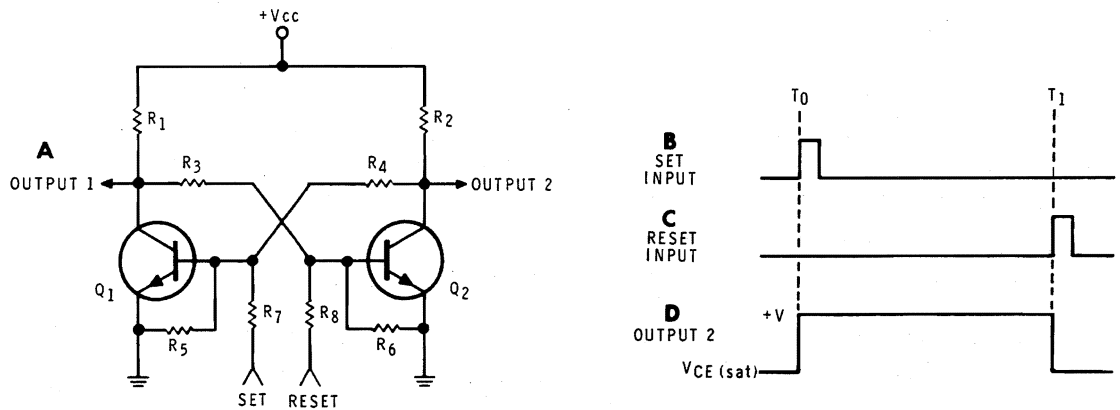 +Vcc
R1
R2
A
R3
R4
OUTPUT 1
OUTPUT 2
Q1
Q2
R7
R8
R5
R6
SET
RESET
T0
T1
B
SET
INPUT
C
RESET
INPUT
D
OUTPUT 2
+V
VCE (sat)